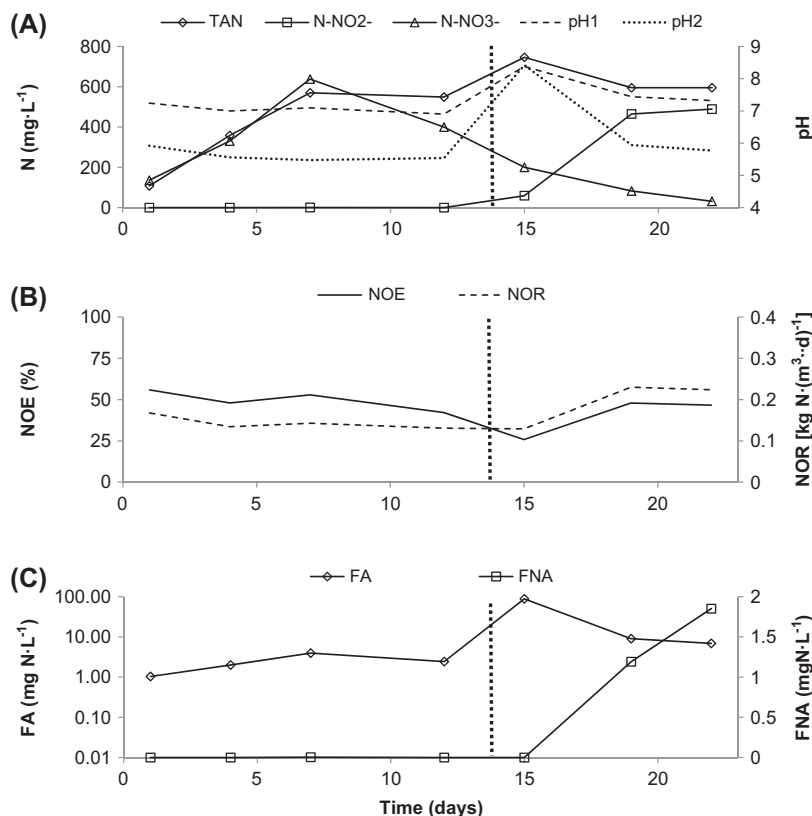 (A)
TAN N-NO2- N-NO3- pH1 pH2
800 9
600 8
7
400 6
200 5
0 4
N (mg·L-1)
pH
0 5 10 15 20
(B)
NOE NOR
100 0.4
75 0.3
50 0.2
25 0.1
0 0
NOE (%)
NOR [kg N·(m3··d)-1]
0 5 10 15 20
(C)
FA FNA
100.00 2
10.00 1.5
1.00 1
0.10 0.5
0.01 0
FA (mg N·L-1)
FNA (mgN·L-1)
0 5 10 15 20
Time (days)